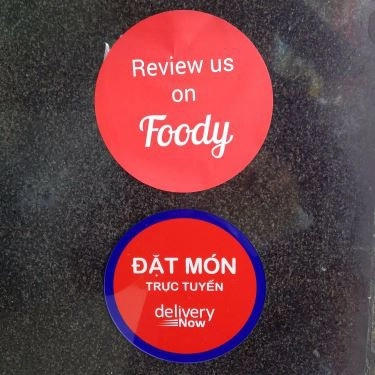 Review us
on
Foody
ĐẶT MÓN
TRỰC TUYẾN
delivery
Now